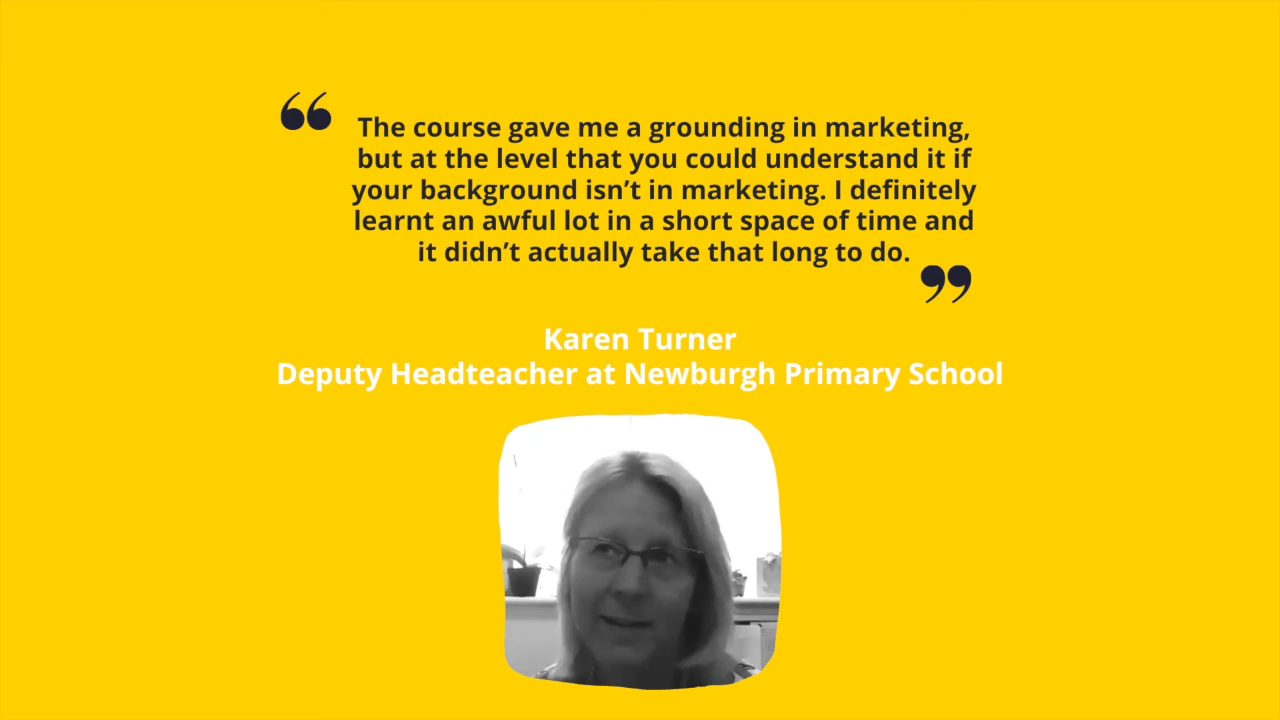 “ The course gave me a grounding in marketing,
but at the level that you could understand it if
your background isn’t in marketing. I definitely
learnt an awful lot in a short space of time and
it didn’t actually take that long to do. ”
Karen Turner
Deputy Headteacher at Newburgh Primary School